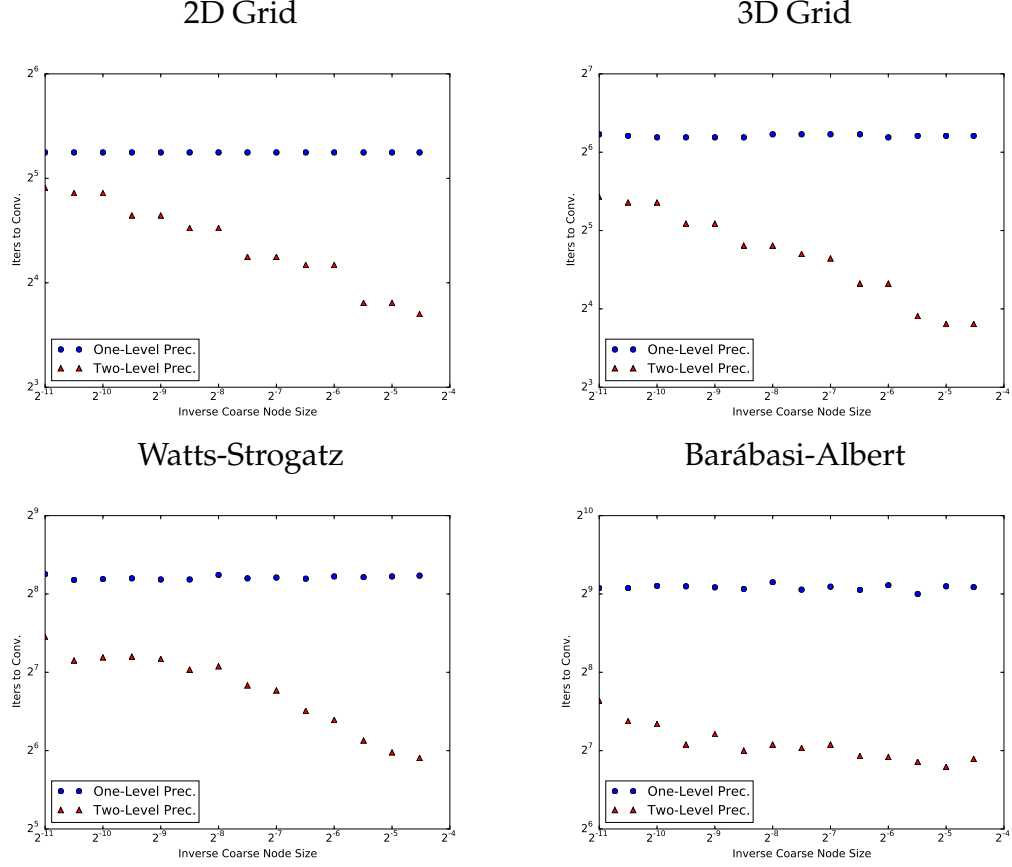 2D Grid
3D Grid
2^6
2^5
2^4
2^3
Iters to Conv.
One-Level Prec.
Two-Level Prec.
2^-11 2^-10 2^-9 2^-8 2^-7 2^-6 2^-5 2^-4
Inverse Coarse Node Size
2^7
2^6
2^5
2^4
2^3
Iters to Conv.
One-Level Prec.
Two-Level Prec.
2^-11 2^-10 2^-9 2^-8 2^-7 2^-6 2^-5 2^-4
Inverse Coarse Node Size
Watts-Strogatz
Barábasi-Albert
2^9
2^8
2^7
2^6
2^5
Iters to Conv.
One-Level Prec.
Two-Level Prec.
2^-11 2^-10 2^-9 2^-8 2^-7 2^-6 2^-5 2^-4
Inverse Coarse Node Size
2^10
2^9
2^8
2^7
2^6
Iters to Conv.
One-Level Prec.
Two-Level Prec.
2^-11 2^-10 2^-9 2^-8 2^-7 2^-6 2^-5 2^-4
Inverse Coarse Node Size